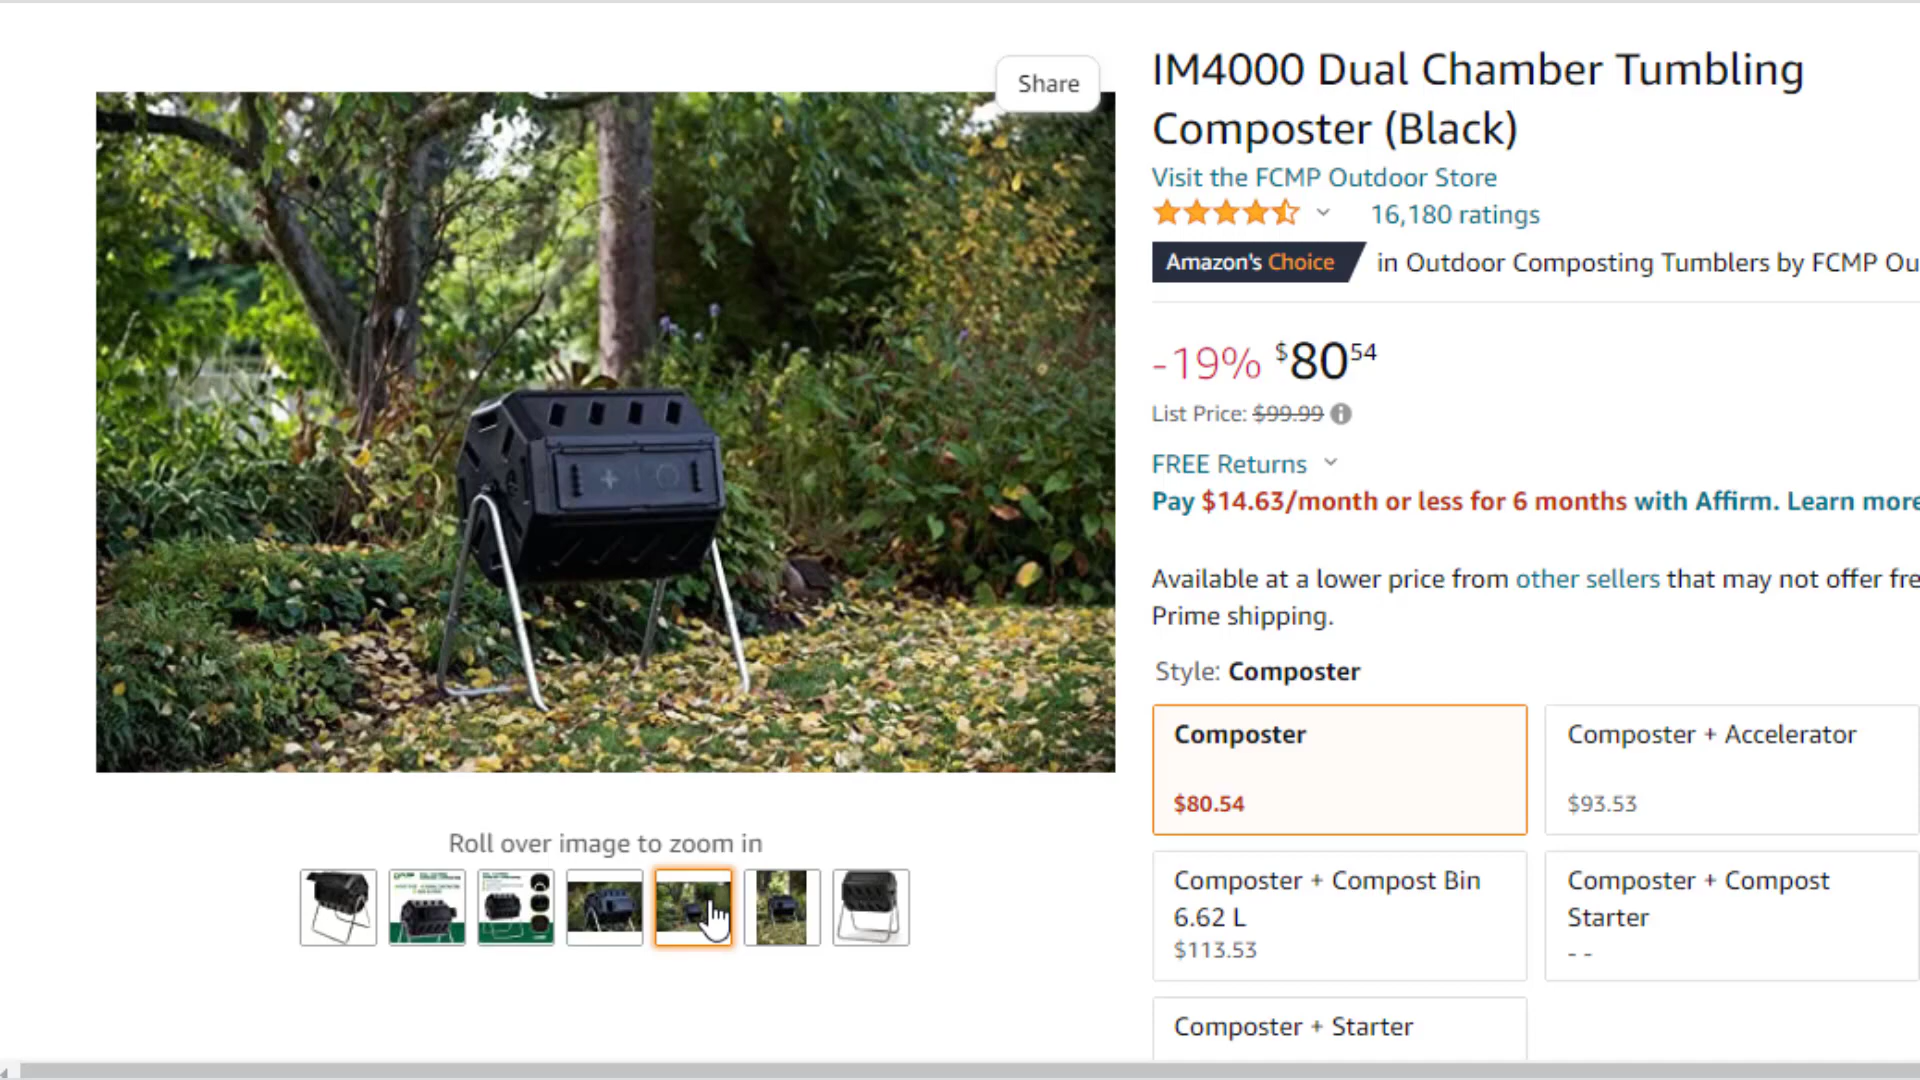 Share
IM4000 Dual Chamber Tumbling
Composter (Black)
Visit the FCMP Outdoor Store
16,180 ratings
Amazon's Choice in Outdoor Composting Tumblers by FCMP Ou
-19% $80 54
List Price: $99.99
FREE Returns
Pay $14.63/month or less for 6 months with Affirm. Learn more
Available at a lower price from other sellers that may not offer fre
Prime shipping.
Style: Composter
Composter
$80.54
Composter + Accelerator
$93.53
Composter + Compost Bin
6.62 L
$113.53
Composter + Compost
Starter
- -
Composter + Starter
Roll over image to zoom in